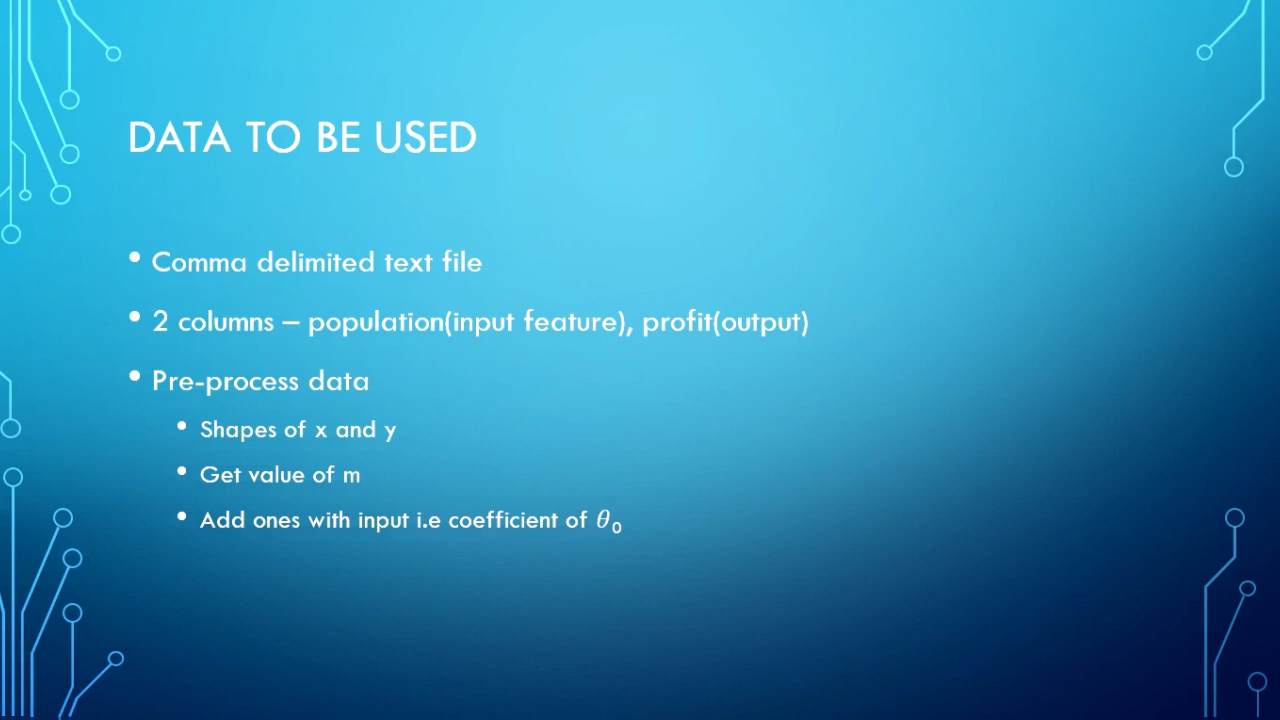 DATA TO BE USED
• Comma delimited text file
• 2 columns – population(input feature), profit(output)
• Pre-process data
• Shapes of x and y
• Get value of m
• Add ones with input i.e coefficient of θ₀